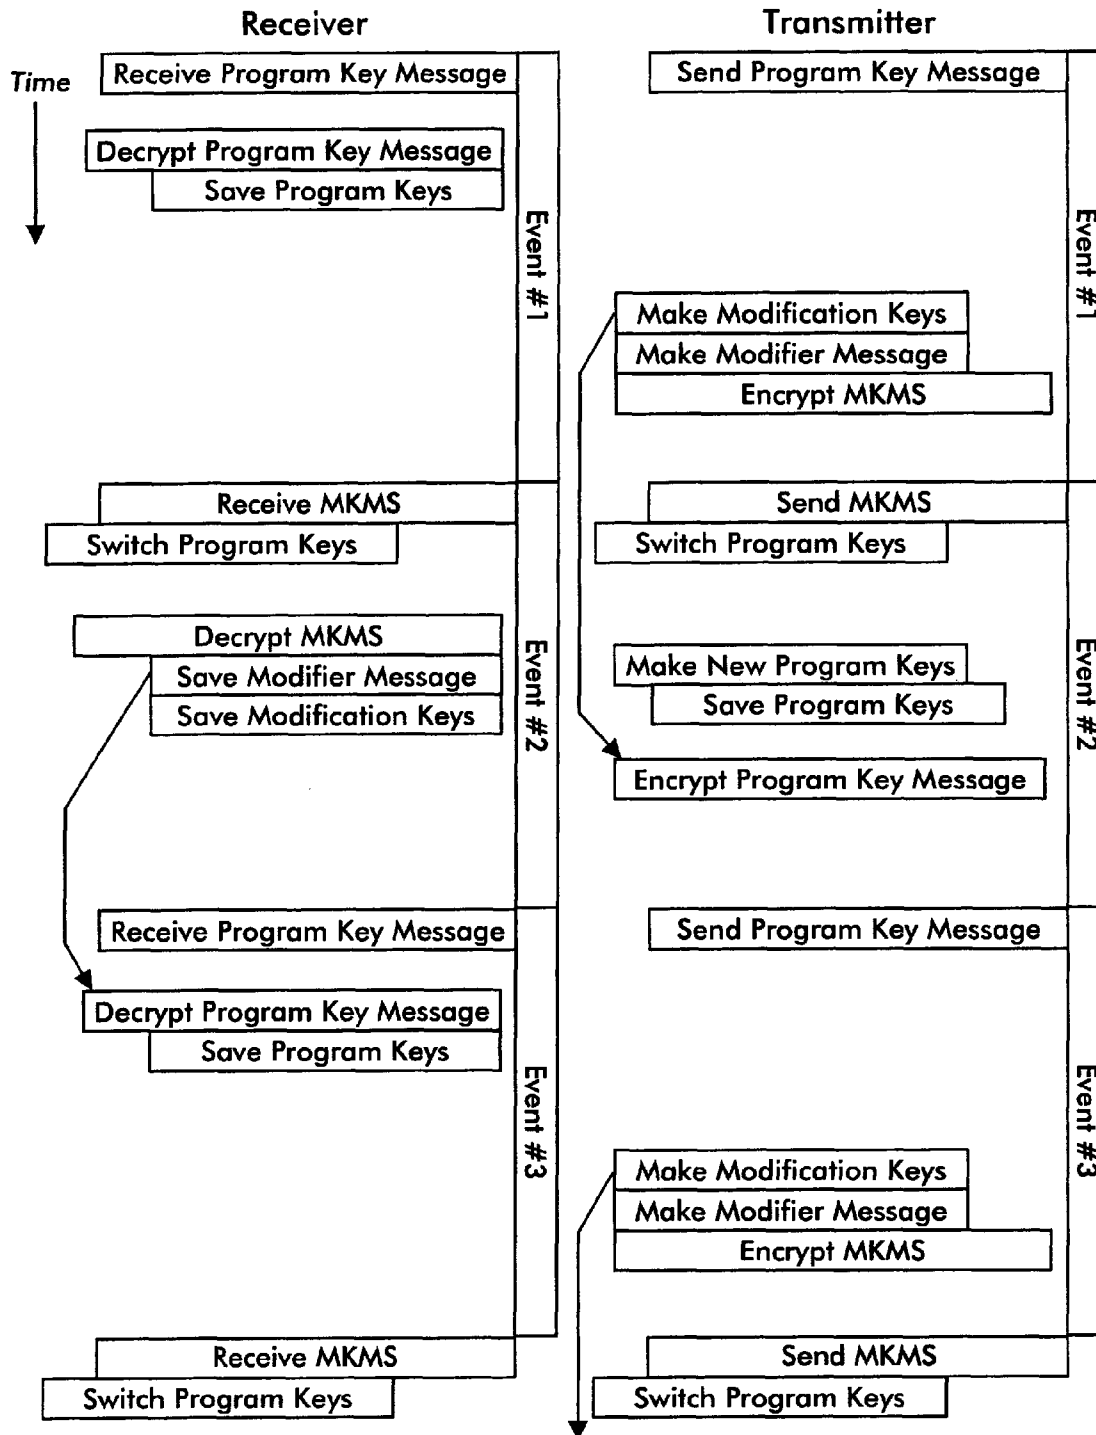 Receiver
Transmitter
Time
Receive Program Key Message
Send Program Key Message
Decrypt Program Key Message
Save Program Keys
Event #1
Event #1
Make Modification Keys
Make Modifier Message
Encrypt MKMS
Receive MKMS
Send MKMS
Switch Program Keys
Switch Program Keys
Decrypt MKMS
Save Modifier Message
Save Modification Keys
Event #2
Event #2
Make New Program Keys
Save Program Keys
Encrypt Program Key Message
Receive Program Key Message
Send Program Key Message
Decrypt Program Key Message
Save Program Keys
Event #3
Event #3
Make Modification Keys
Make Modifier Message
Encrypt MKMS
Receive MKMS
Send MKMS
Switch Program Keys
Switch Program Keys